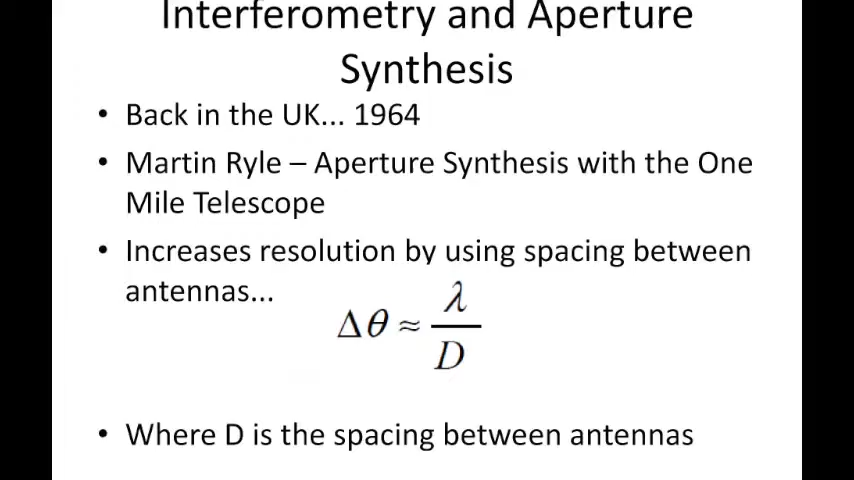 Interferometry and Aperture
Synthesis
• Back in the UK... 1964
• Martin Ryle – Aperture Synthesis with the One
Mile Telescope
• Increases resolution by using spacing between
antennas...
Δθ ≈ λ / D
• Where D is the spacing between antennas